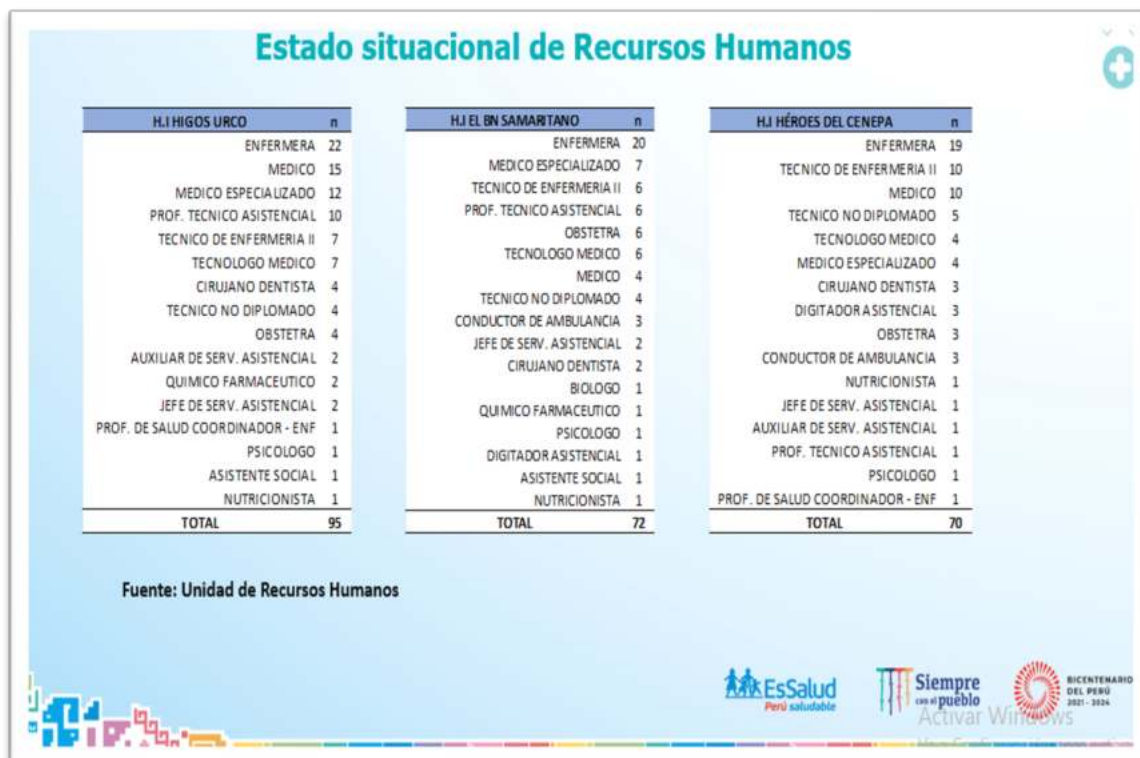 Estado situacional de Recursos Humanos
H.I HIGOS URCO n
ENFERMERA 22
MEDICO 15
MEDICO ESPECIALIZADO 12
PROF. TECNICO ASISTENCIAL 10
TECNICO DE ENFERMERIA II 7
TECNOLOGO MEDICO 7
CIRUJANO DENTISTA 4
TECNICO NO DIPLOMADO 4
OBSTETRA 4
AUXILIAR DE SERV. ASISTENCIAL 2
QUIMICO FARMACEUTICO 2
JEFE DE SERV. ASISTENCIAL 2
PROF. DE SALUD COORDINADOR - ENF 1
PSICOLOGO 1
ASISTENTE SOCIAL 1
NUTRICIONISTA 1
TOTAL 95
H.I EL BN SAMARITANO n
ENFERMERA 20
MEDICO ESPECIALIZADO 7
TECNICO DE ENFERMERIA II 6
PROF. TECNICO ASISTENCIAL 6
OBSTETRA 6
TECNOLOGO MEDICO 6
MEDICO 4
TECNICO NO DIPLOMADO 4
CONDUCTOR DE AMBULANCIA 3
JEFE DE SERV. ASISTENCIAL 2
CIRUJANO DENTISTA 2
BIOLOGO 1
QUIMICO FARMACEUTICO 1
PSICOLOGO 1
DIGITADOR ASISTENCIAL 1
ASISTENTE SOCIAL 1
NUTRICIONISTA 1
TOTAL 72
H.I HÉROES DEL CENEPA n
ENFERMERA 19
TECNICO DE ENFERMERIA II 10
MEDICO 10
TECNICO NO DIPLOMADO 5
TECNOLOGO MEDICO 4
MEDICO ESPECIALIZADO 4
CIRUJANO DENTISTA 3
DIGITADOR ASISTENCIAL 3
OBSTETRA 3
CONDUCTOR DE AMBULANCIA 3
NUTRICIONISTA 1
JEFE DE SERV. ASISTENCIAL 1
AUXILIAR DE SERV. ASISTENCIAL 1
PROF. TECNICO ASISTENCIAL 1
PSICOLOGO 1
PROF. DE SALUD COORDINADOR - ENF 1
TOTAL 70
Fuente: Unidad de Recursos Humanos
EsSalud
Perú saludable
Siempre
con el pueblo
BICENTENARIO
DEL PERÚ
2021 - 2024
Activar Windows